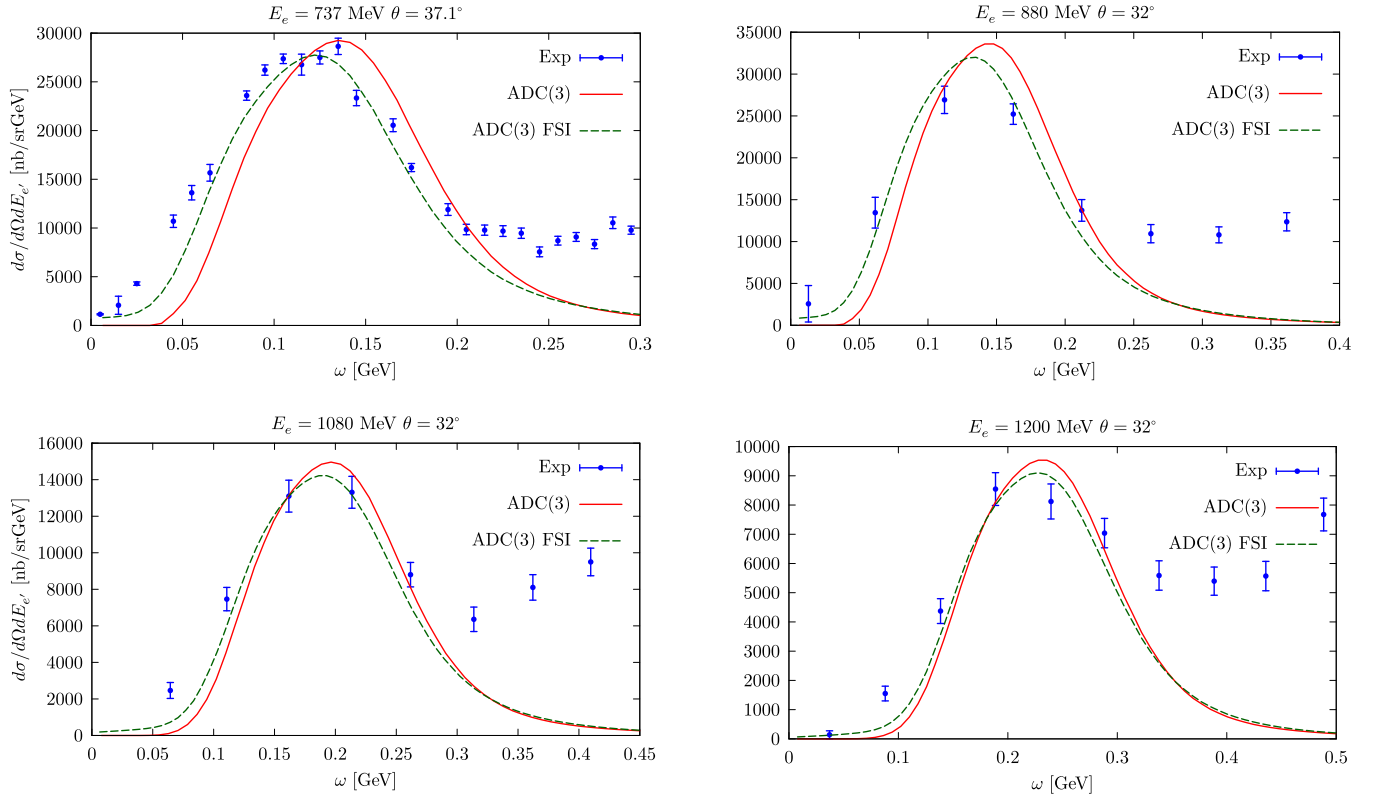 E_e = 737 MeV θ = 37.1°
dσ/dΩdE_e′ [nb/srGeV]
30000
25000
20000
15000
10000
5000
0
Exp
ADC(3)
ADC(3) FSI
0 0.05 0.1 0.15 0.2 0.25 0.3
ω [GeV]
E_e = 880 MeV θ = 32°
35000
30000
25000
20000
15000
10000
5000
0
Exp
ADC(3)
ADC(3) FSI
0 0.05 0.1 0.15 0.2 0.25 0.3 0.35 0.4
ω [GeV]
E_e = 1080 MeV θ = 32°
dσ/dΩdE_e′ [nb/srGeV]
16000
14000
12000
10000
8000
6000
4000
2000
0
Exp
ADC(3)
ADC(3) FSI
0 0.05 0.1 0.15 0.2 0.25 0.3 0.35 0.4 0.45
ω [GeV]
E_e = 1200 MeV θ = 32°
10000
9000
8000
7000
6000
5000
4000
3000
2000
1000
0
Exp
ADC(3)
ADC(3) FSI
0 0.1 0.2 0.3 0.4 0.5
ω [GeV]